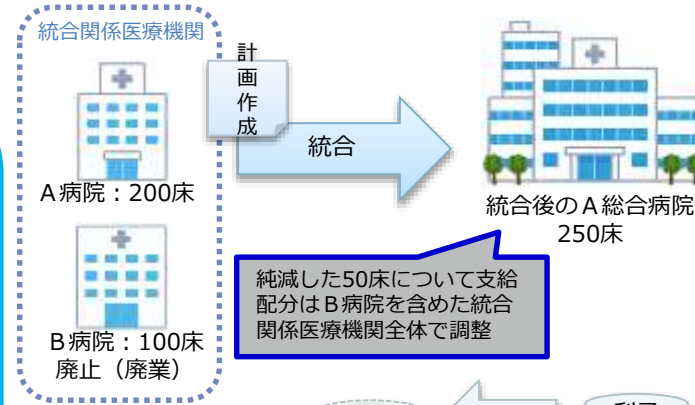 統合関係医療機関
計画作成
統合
A病院:200床
B病院:100床
廃止(廃業)
統合後のA総合病院
250床
純減した50床について支給
配分はB病院を含めた統合
関係医療機関全体で調整